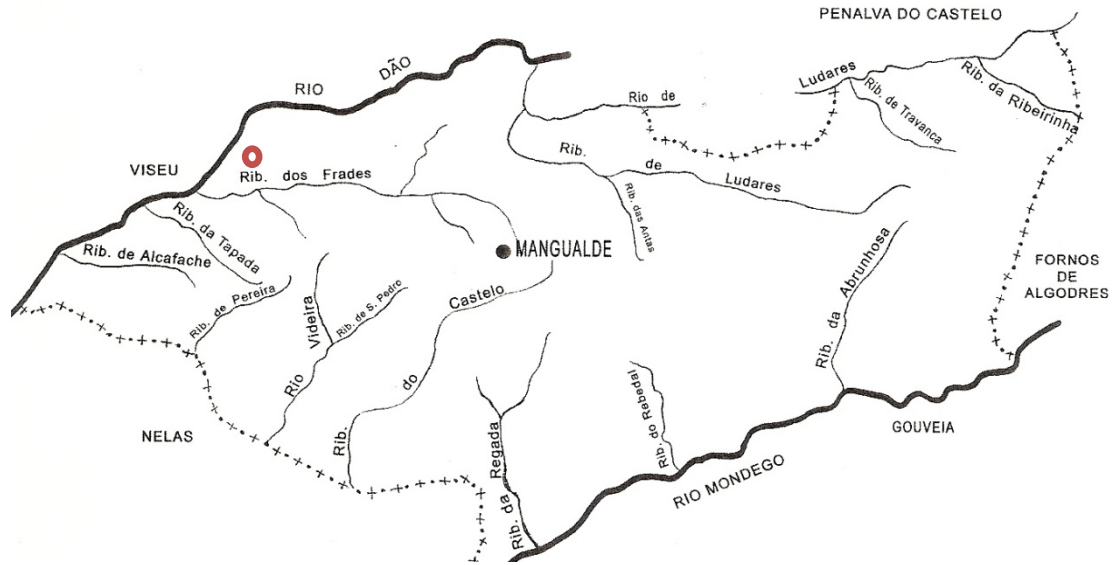 PENALVA DO CASTELO
RIO DÃO
Ludares
Rib. da Ribeirinha
Rib. de Travanca
Rio de
VISEU
Rib. dos Frades
Rib. de Ludares
Rib. das Antas
Rib. da Tapada
Rib. de Alcafache
MANGUALDE
Rib. da Abrunhosa
FORNOS
DE
ALGODRES
Rib. de Pereira
Rio Videira
Rib. de S. Pedro
Rib. do Castelo
NELAS
Rib. da Regada
Rib. do Rebedal
GOUVEIA
RIO MONDEGO